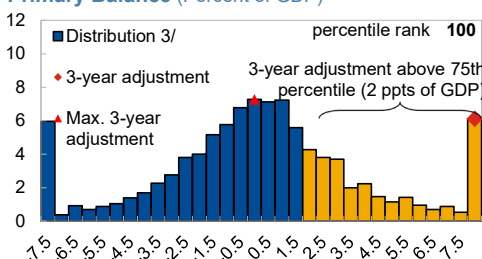 Primary Balance (Percent of GDP)
12
10
8
6
4
2
0
Distribution 3/
3-year adjustment
Max. 3-year
adjustment
percentile rank 100
3-year adjustment above 75th
percentile (2 ppts of GDP)
-7.5 -6.5 -5.5 -4.5 -3.5 -2.5 -1.5 -0.5 0.5 1.5 2.5 3.5 4.5 5.5 6.5 7.5